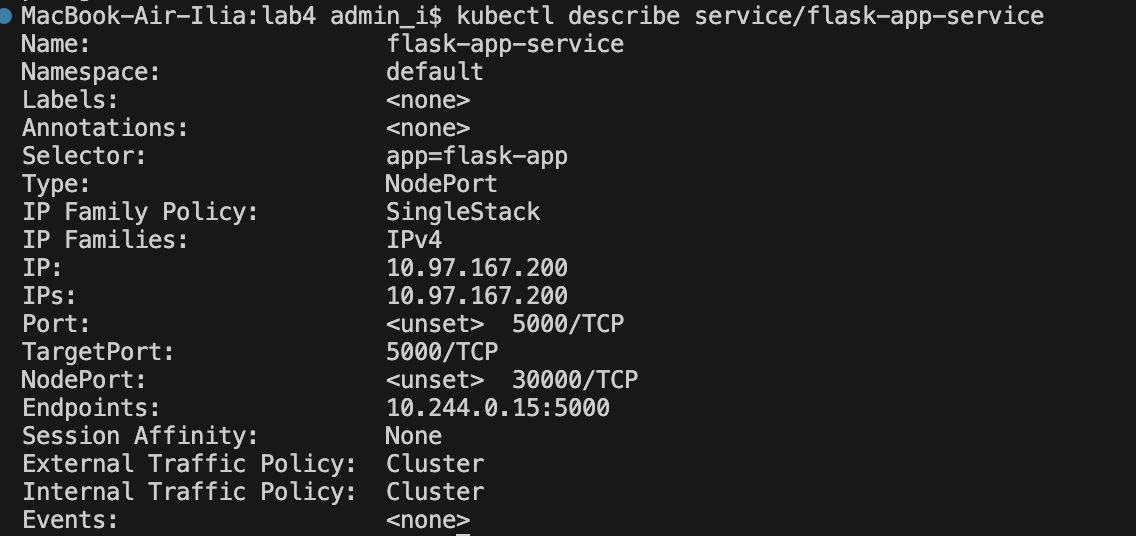 MacBook-Air-Ilia:lab4 admin_i$ kubectl describe service/flask-app-service
Name:                     flask-app-service
Namespace:                default
Labels:                   <none>
Annotations:              <none>
Selector:                 app=flask-app
Type:                     NodePort
IP Family Policy:         SingleStack
IP Families:              IPv4
IP:                       10.97.167.200
IPs:                      10.97.167.200
Port:                     <unset>  5000/TCP
TargetPort:               5000/TCP
NodePort:                 <unset>  30000/TCP
Endpoints:                10.244.0.15:5000
Session Affinity:         None
External Traffic Policy:  Cluster
Internal Traffic Policy:  Cluster
Events:                   <none>